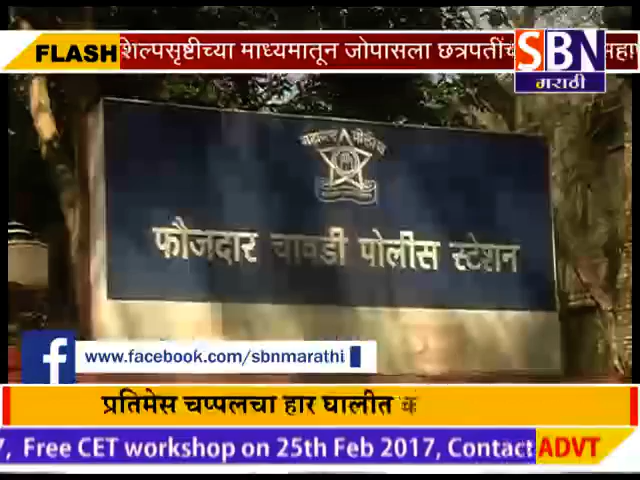 FLASH
शिल्पसृष्टीच्या माध्यमातून जोपासला छत्रपतींच
SBN
मराठी
फौजदार चावडी पोलीस स्टेशन
www.facebook.com/sbnmarathi
प्रतिमेस चप्पलचा हार घालीत
7, Free CET workshop on 25th Feb 2017, Contact
ADVT